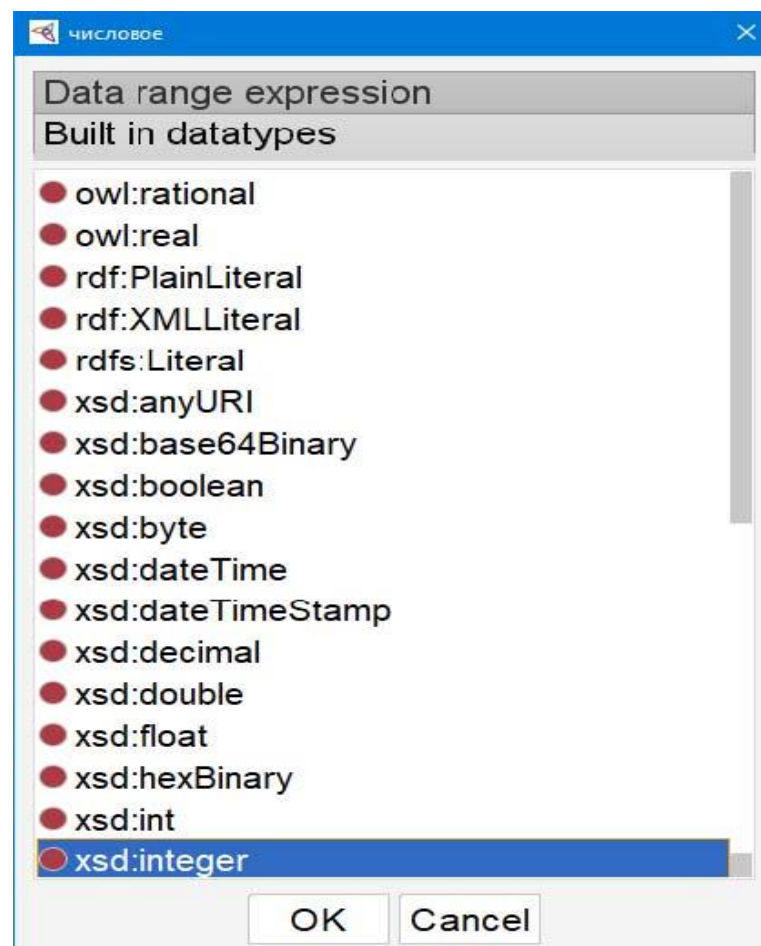 числовое
Data range expression
Built in datatypes
owl:rational
owl:real
rdf:PlainLiteral
rdf:XMLLiteral
rdfs:Literal
xsd:anyURI
xsd:base64Binary
xsd:boolean
xsd:byte
xsd:dateTime
xsd:dateTimeStamp
xsd:decimal
xsd:double
xsd:float
xsd:hexBinary
xsd:int
xsd:integer
OK Cancel